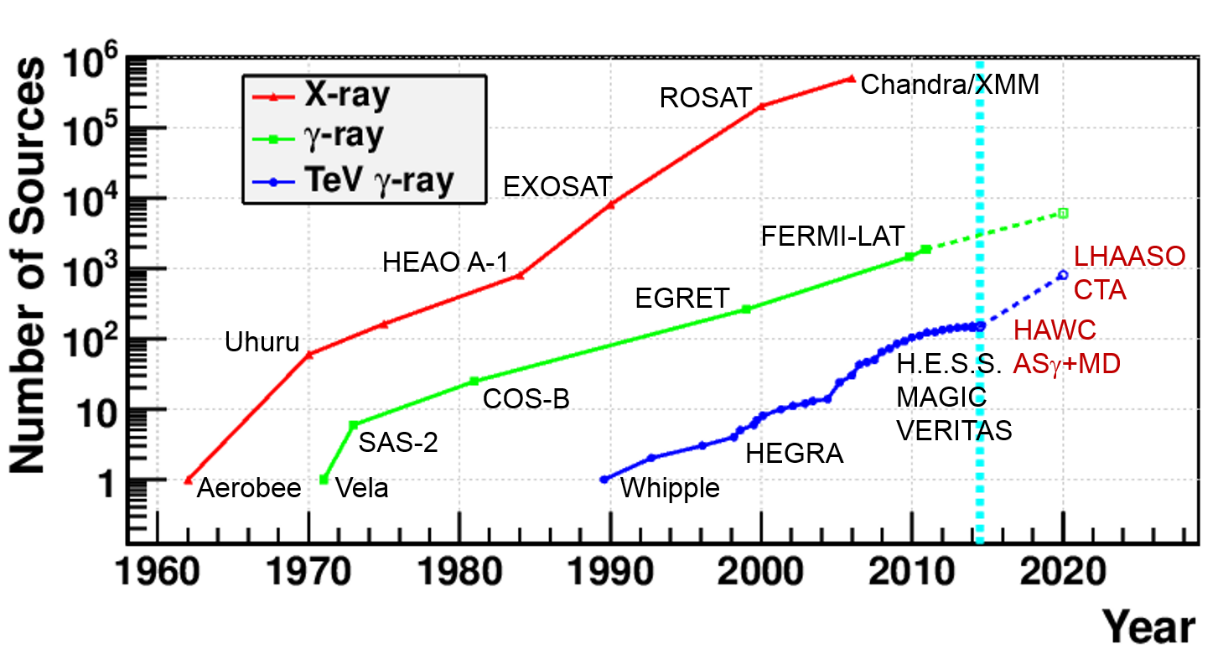 Number of Sources
10⁶
10⁵
10⁴
10³
10²
10
1
X-ray
γ-ray
TeV γ-ray
ROSAT
Chandra/XMM
EXOSAT
HEAO A-1
Uhuru
Aerobee
FERMI-LAT
EGRET
COS-B
SAS-2
Vela
LHAASO
CTA
HAWC
ASγ+MD
H.E.S.S.
MAGIC
VERITAS
HEGRA
Whipple
1960 1970 1980 1990 2000 2010 2020
Year